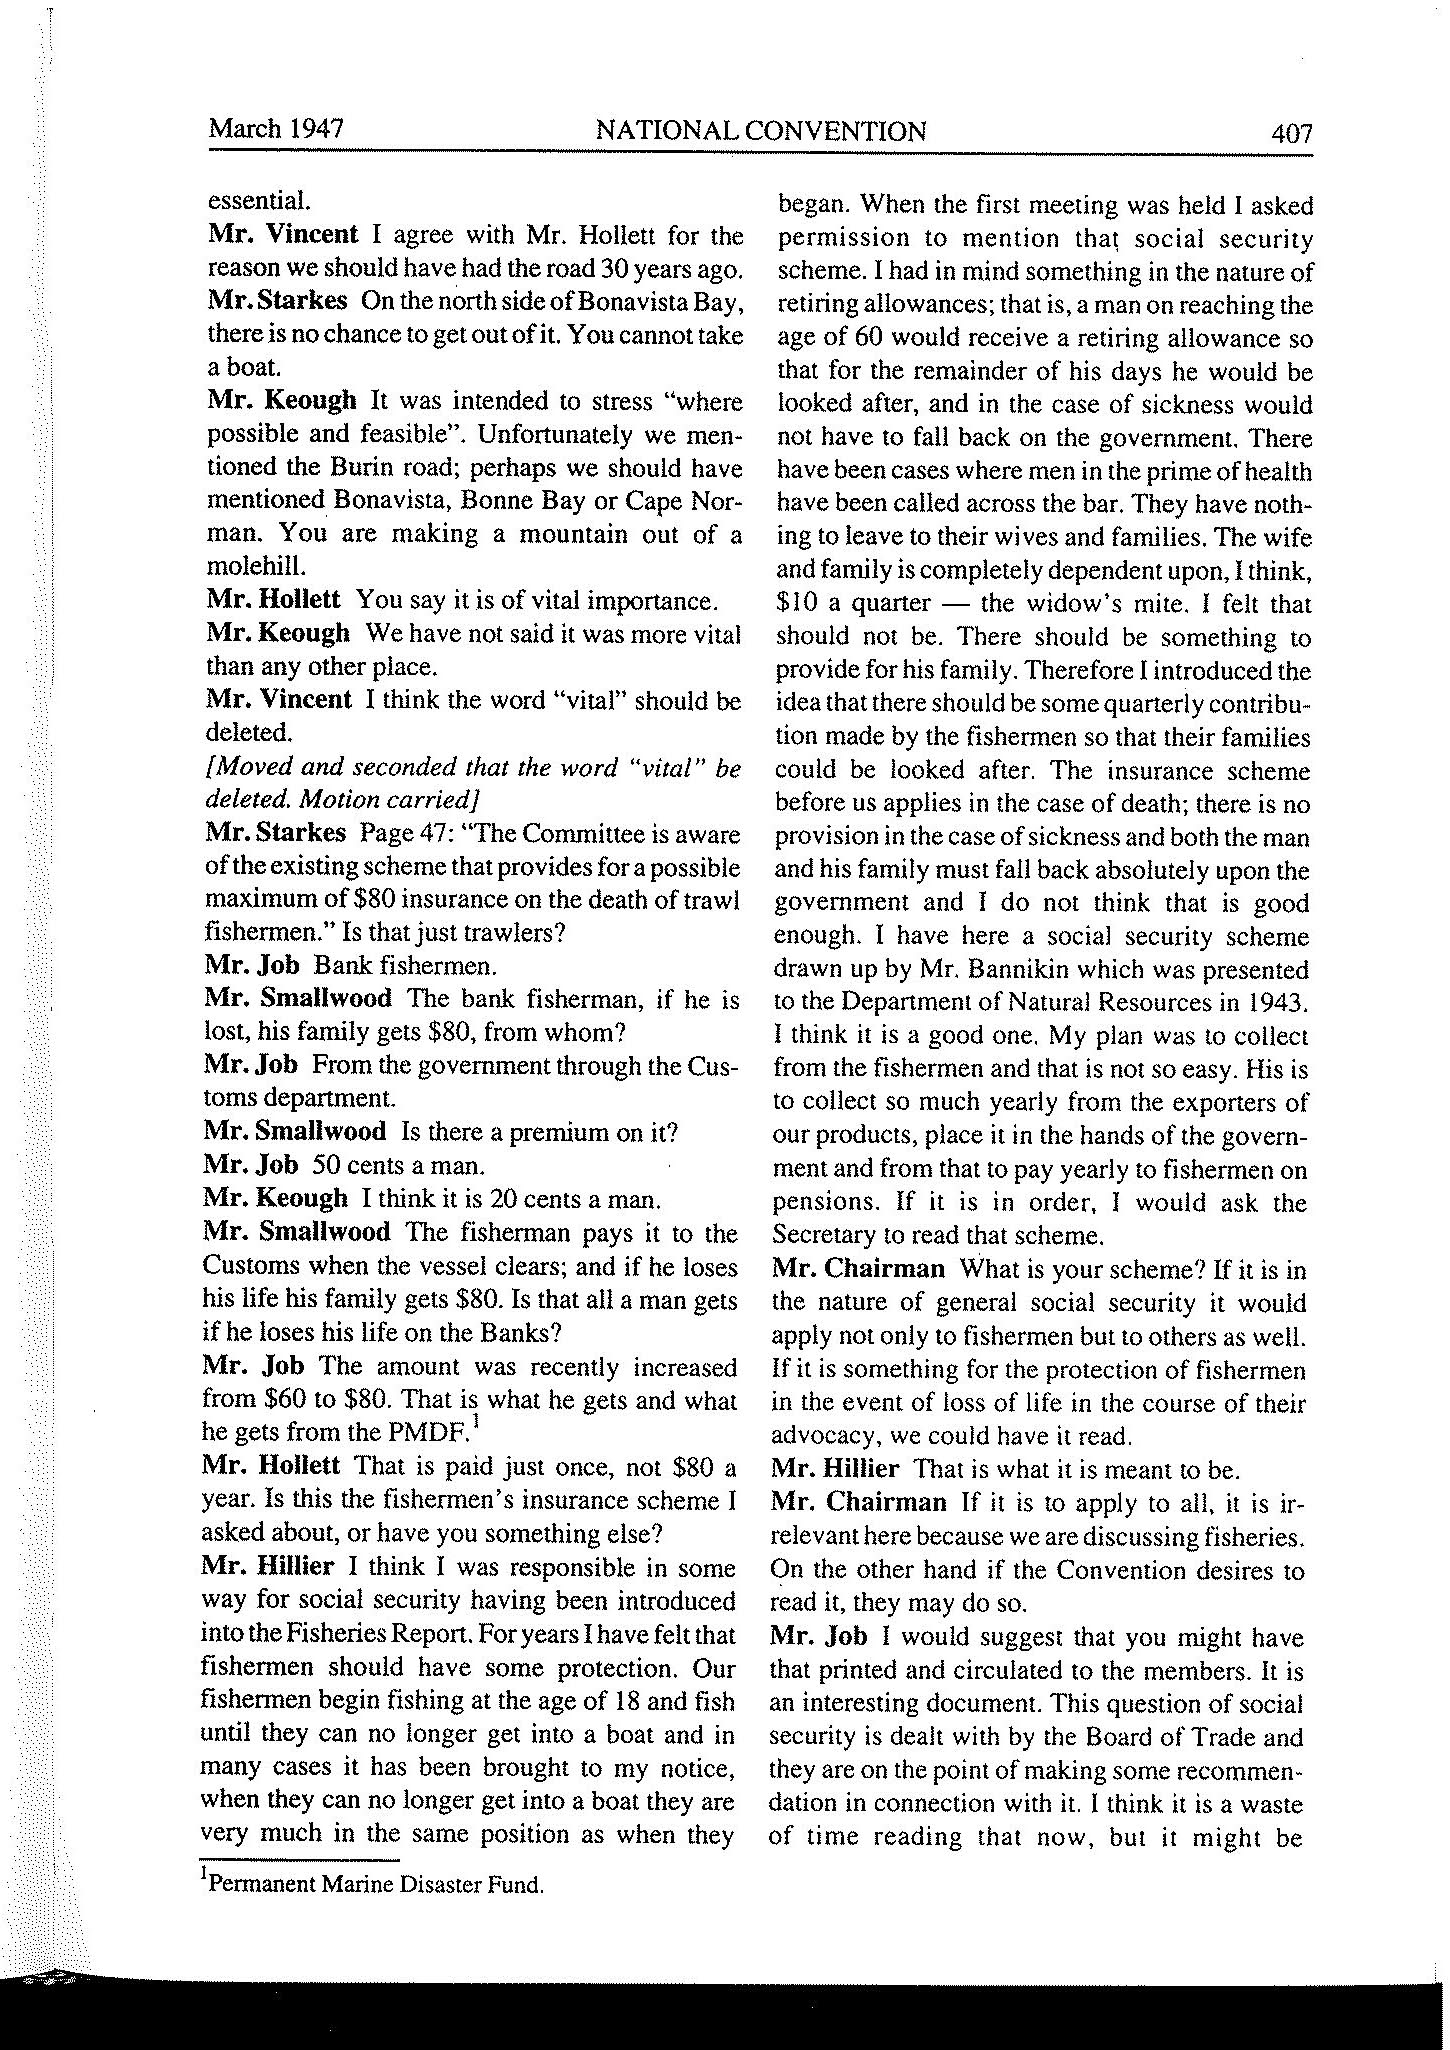 March 1947
NATIONAL CONVENTION
407
essential.
Mr. Vincent I agree with Mr. Hollett for the
reason we should have had the road 30 years ago.
Mr. Starkes On the north side of Bonavista Bay,
there is no chance to get out of it. You cannot take
a boat.
Mr. Keough It was intended to stress “where
possible and feasible”. Unfortunately we men-
tioned the Burin road; perhaps we should have
mentioned Bonavista, Bonne Bay or Cape Nor-
man. You are making a mountain out of a
molehill.
Mr. Hollett You say it is of vital importance.
Mr. Keough We have not said it was more vital
than any other place.
Mr. Vincent I think the word “vital” should be
deleted.
[Moved and seconded that the word “vital” be
deleted. Motion carried]
Mr. Starkes Page 47: “The Committee is aware
of the existing scheme that provides for a possible
maximum of $80 insurance on the death of trawl
fishermen.” Is that just trawlers?
Mr. Job Bank fishermen.
Mr. Smallwood The bank fisherman, if he is
lost, his family gets $80, from whom?
Mr. Job From the government through the Cus-
toms department.
Mr. Smallwood Is there a premium on it?
Mr. Job 50 cents a man.
Mr. Keough I think it is 20 cents a man.
Mr. Smallwood The fisherman pays it to the
Customs when the vessel clears; and if he loses
his life his family gets $80. Is that all a man gets
if he loses his life on the Banks?
Mr. Job The amount was recently increased
from $60 to $80. That is what he gets and what
he gets from the PMDF.1
Mr. Hollett That is paid just once, not $80 a
year. Is this the fishermen’s insurance scheme I
asked about, or have you something else?
Mr. Hillier I think I was responsible in some
way for social security having been introduced
into the Fisheries Report. For years I have felt that
fishermen should have some protection. Our
fishermen begin fishing at the age of 18 and fish
until they can no longer get into a boat and in
many cases it has been brought to my notice,
when they can no longer get into a boat they are
very much in the same position as when they
1Permanent Marine Disaster Fund.
began. When the first meeting was held I asked
permission to mention that social security
scheme. I had in mind something in the nature of
retiring allowances; that is, a man on reaching the
age of 60 would receive a retiring allowance so
that for the remainder of his days he would be
looked after, and in the case of sickness would
not have to fall back on the government. There
have been cases where men in the prime of health
have been called across the bar. They have noth-
ing to leave to their wives and families. The wife
and family is completely dependent upon, I think,
$10 a quarter — the widow’s mite. I felt that
should not be. There should be something to
provide for his family. Therefore I introduced the
idea that there should be some quarterly contribu-
tion made by the fishermen so that their families
could be looked after. The insurance scheme
before us applies in the case of death; there is no
provision in the case of sickness and both the man
and his family must fall back absolutely upon the
government and I do not think that is good
enough. I have here a social security scheme
drawn up by Mr. Bannikin which was presented
to the Department of Natural Resources in 1943.
I think it is a good one. My plan was to collect
from the fishermen and that is not so easy. His is
to collect so much yearly from the exporters of
our products, place it in the hands of the govern-
ment and from that to pay yearly to fishermen on
pensions. If it is in order, I would ask the
Secretary to read that scheme.
Mr. Chairman What is your scheme? If it is in
the nature of general social security it would
apply not only to fishermen but to others as well.
If it is something for the protection of fishermen
in the event of loss of life in the course of their
advocacy, we could have it read.
Mr. Hillier That is what it is meant to be.
Mr. Chairman If it is to apply to all, it is ir-
relevant here because we are discussing fisheries.
On the other hand if the Convention desires to
read it, they may do so.
Mr. Job I would suggest that you might have
that printed and circulated to the members. It is
an interesting document. This question of social
security is dealt with by the Board of Trade and
they are on the point of making some recommen-
dation in connection with it. I think it is a waste
of time reading that now, but it might be